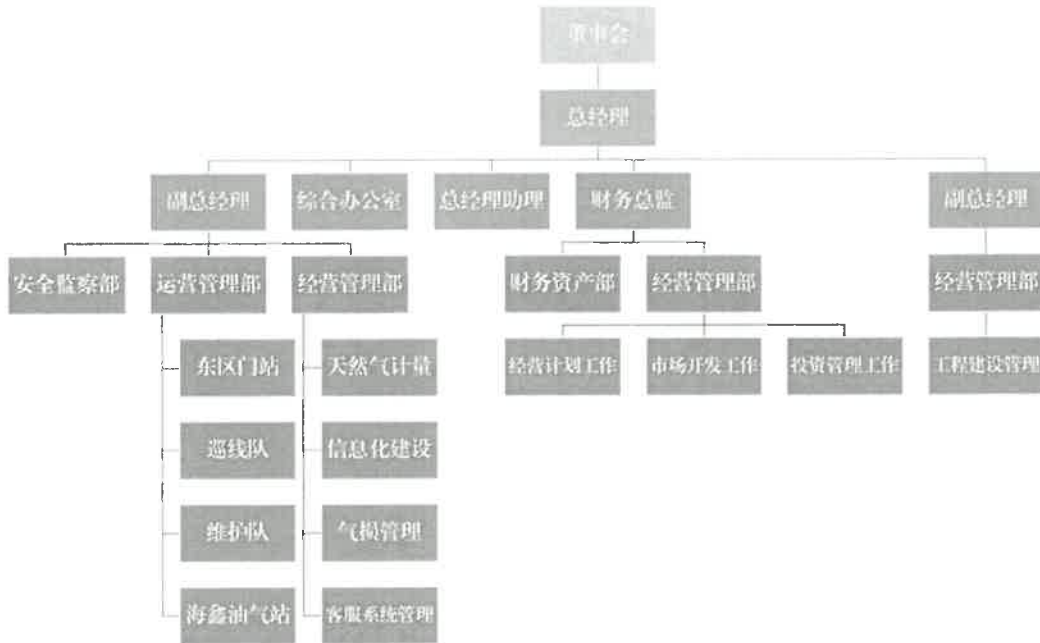 董事会
总经理
副总经理
综合办公室
总经理助理
财务总监
副总经理
安全监察部
运营管理部
经营管理部
财务资产部
经营管理部
经营管理部
东区门站
天然气计量
经营计划工作
市场开发工作
投资管理工作
工程建设管理
巡线队
信息化建设
维护队
气损管理
海鑫油气站
客服系统管理